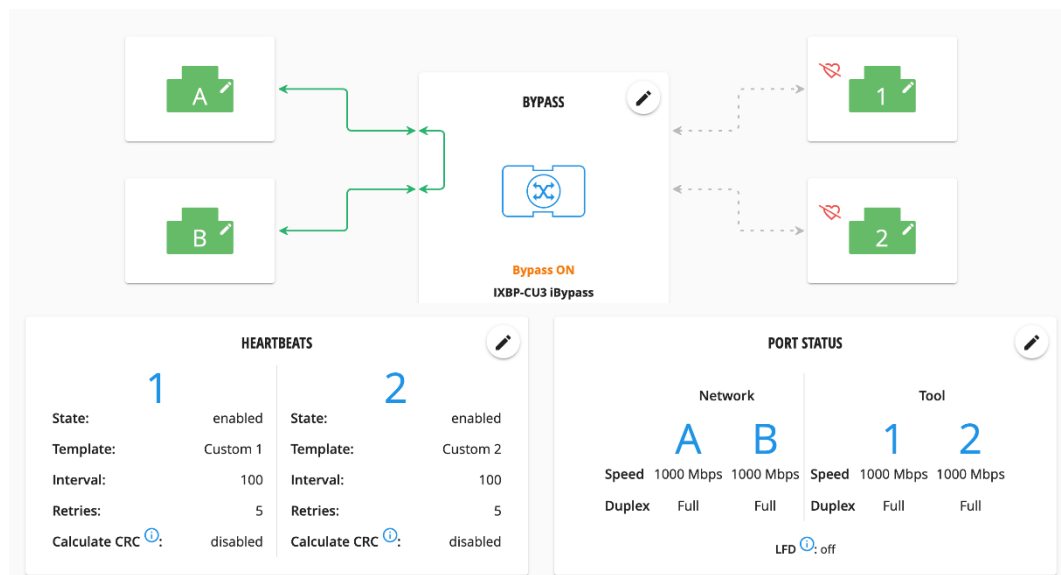 A
BYPASS
1
B
2
Bypass ON
IXBP-CU3 iBypass
HEARTBEATS
1
2
State: enabled
State: enabled
Template: Custom 1
Template: Custom 2
Interval: 100
Interval: 100
Retries: 5
Retries: 5
Calculate CRC i: disabled
Calculate CRC i: disabled
PORT STATUS
Network
Tool
A B
1 2
Speed 1000 Mbps 1000 Mbps
Speed 1000 Mbps 1000 Mbps
Duplex Full Full
Duplex Full Full
LFD i: off